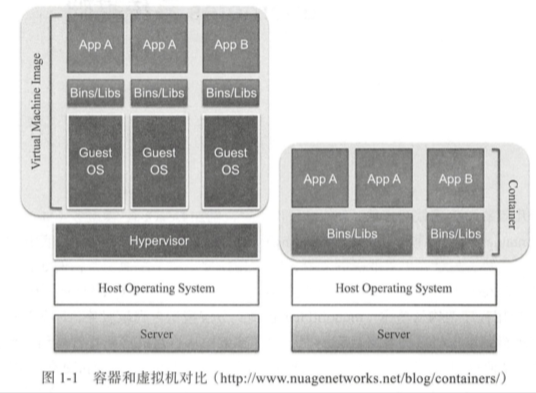 Virtual Machine Image
App A
App A
App B
Bins/Libs
Bins/Libs
Bins/Libs
Guest
OS
Guest
OS
Guest
OS
Hypervisor
Host Operating System
Server
App A
App A
App B
Bins/Libs
Bins/Libs
Container
Host Operating System
Server
图 1-1 容器和虚拟机对比（http://www.nuagenetworks.net/blog/containers/）